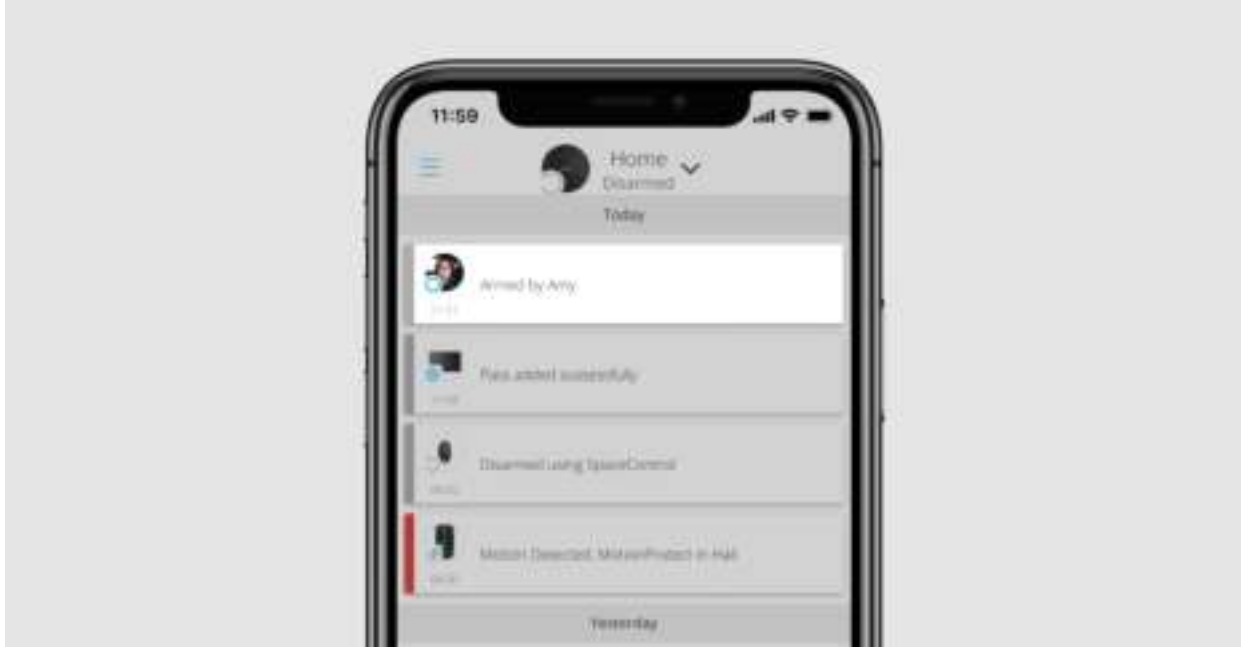 11:59
Home
Disarmed
Today
Armed by Amy
Pass added successfully
Disarmed using SpaceControl
Motion Detected, MotionProtect in Hall
Yesterday